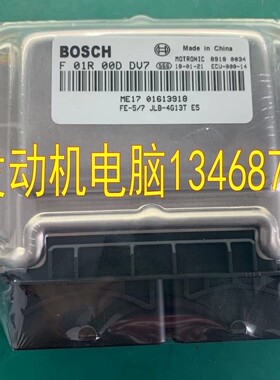 BOSCH
Made in China
F 01R 00D DV7
MOTRONIC 0910 0034
10-01-21 ECU-000-14
ME17 01613918
FE-5/7 JLB-4G13T E5
发动机电脑134687